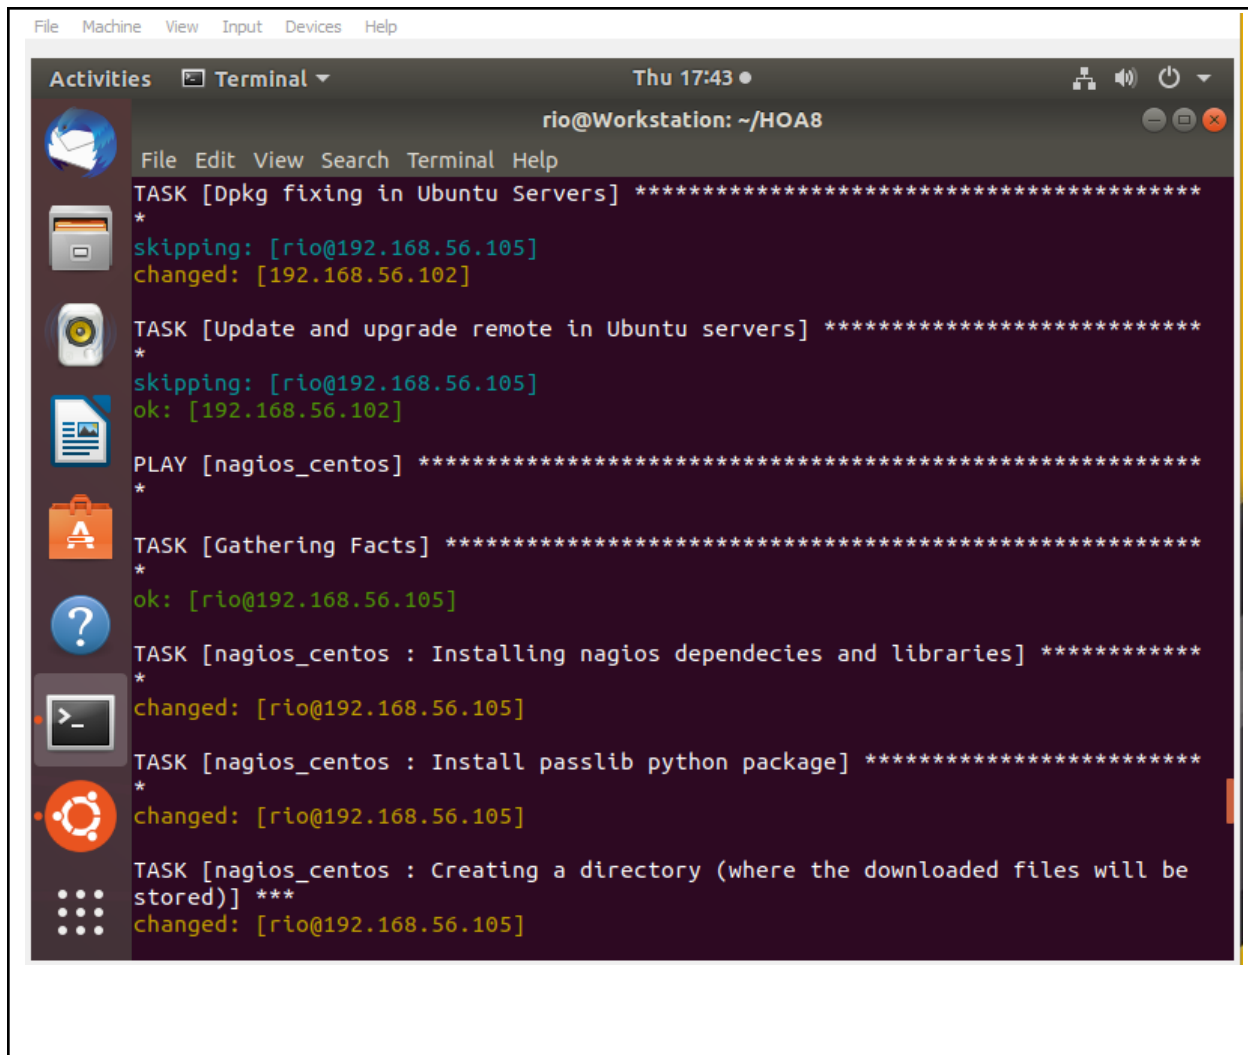 File Machine View Input Devices Help
Activities Terminal Thu 17:43
rio@Workstation: ~/HOA8
File Edit View Search Terminal Help
TASK [Dpkg fixing in Ubuntu Servers] ******************************************
*
skipping: [rio@192.168.56.105]
changed: [192.168.56.102]
TASK [Update and upgrade remote in Ubuntu servers] ****************************
*
skipping: [rio@192.168.56.105]
ok: [192.168.56.102]
PLAY [nagios_centos] **********************************************************
*
TASK [Gathering Facts] ********************************************************
*
ok: [rio@192.168.56.105]
TASK [nagios_centos : Installing nagios dependecies and libraries] ************
*
changed: [rio@192.168.56.105]
TASK [nagios_centos : Install passlib python package] *************************
*
changed: [rio@192.168.56.105]
TASK [nagios_centos : Creating a directory (where the downloaded files will be
stored)] ***
changed: [rio@192.168.56.105]